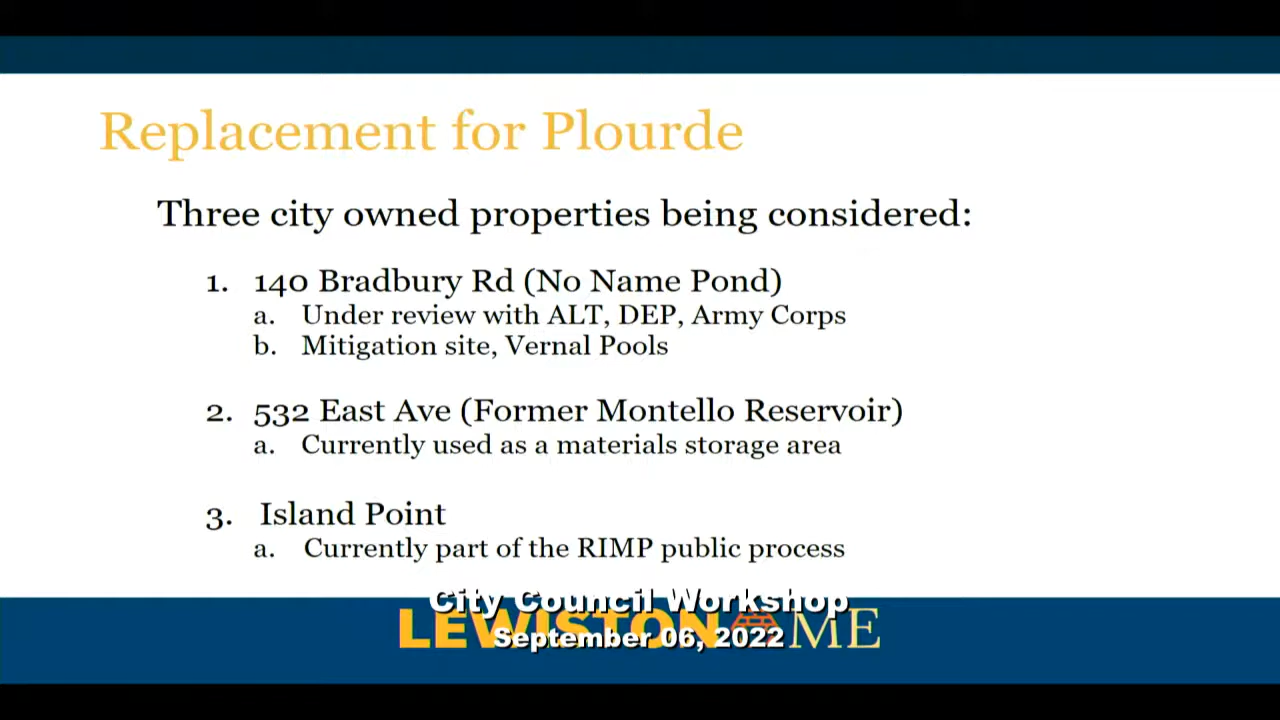 Replacement for Plourde
Three city owned properties being considered:
1. 140 Bradbury Rd (No Name Pond)
a. Under review with ALT, DEP, Army Corps
b. Mitigation site, Vernal Pools
2. 532 East Ave (Former Montello Reservoir)
a. Currently used as a materials storage area
3. Island Point
a. Currently part of the RIMP public process
City Council Workshop
LEWISTON ME
September 06, 2022